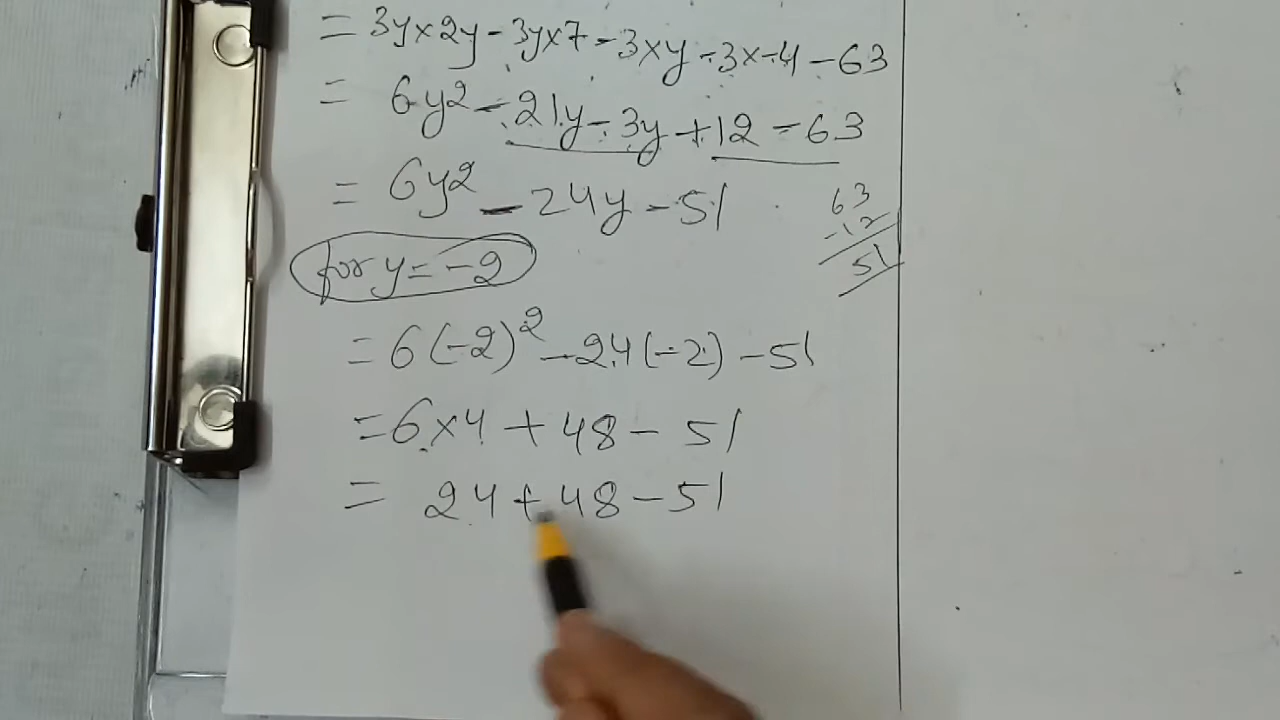 = 3y×2y-3y×7-3×y-3×-4-63
= 6y2-21y-3y+12-63
= 6y2-24y-51
63
-12
51
for y=-2
=6(-2)2-24(-2)-51
=6×4+48-51
= 24+48-51